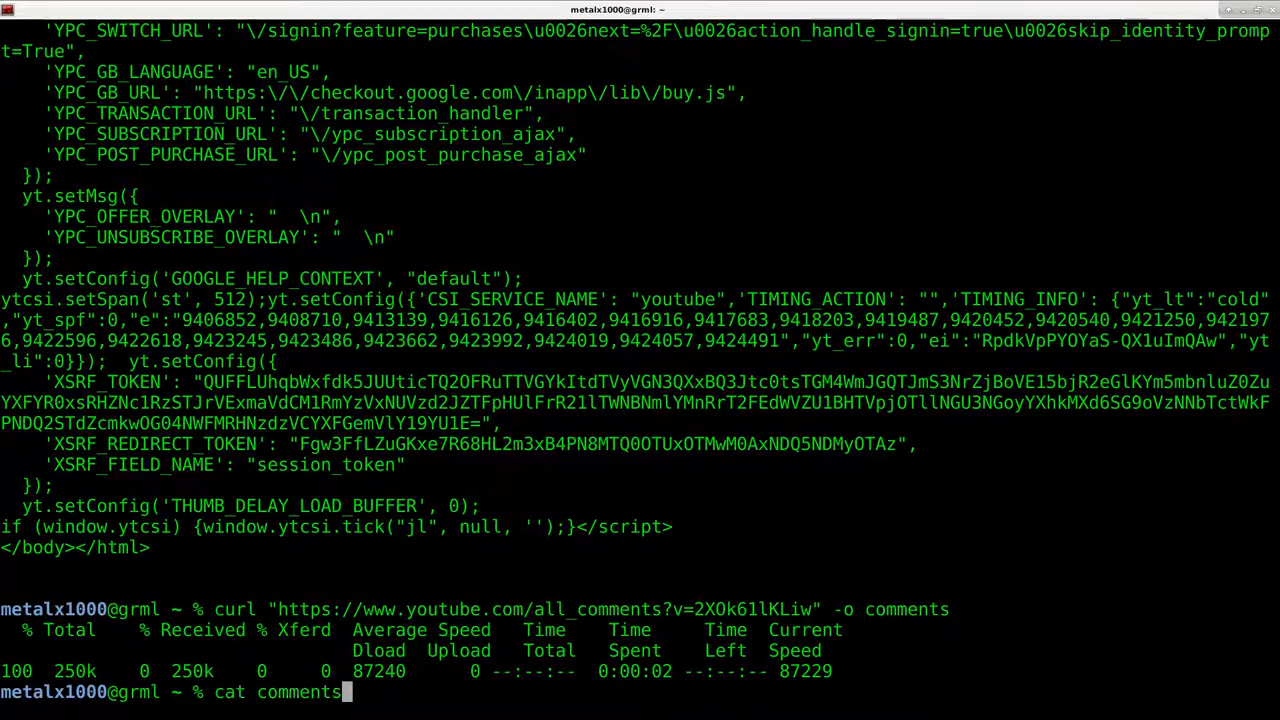 metalx1000@grml: ~
    'YPC_SWITCH_URL': "\/signin?feature=purchases\u0026next=%2F\u0026action_handle_signin=true\u0026skip_identity_promp
t=True",
    'YPC_GB_LANGUAGE': "en_US",
    'YPC_GB_URL': "https:\/\/checkout.google.com\/inapp\/lib\/buy.js",
    'YPC_TRANSACTION_URL': "\/transaction_handler",
    'YPC_SUBSCRIPTION_URL': "\/ypc_subscription_ajax",
    'YPC_POST_PURCHASE_URL': "\/ypc_post_purchase_ajax"
  });
  yt.setMsg({
    'YPC_OFFER_OVERLAY': "  \n",
    'YPC_UNSUBSCRIBE_OVERLAY': "  \n"
  });
  yt.setConfig('GOOGLE_HELP_CONTEXT', "default");
ytcsi.setSpan('st', 512);yt.setConfig({'CSI_SERVICE_NAME': "youtube",'TIMING_ACTION': "",'TIMING_INFO': {"yt_lt":"cold"
,"yt_spf":0,"e":"9406852,9408710,9413139,9416126,9416402,9416916,9417683,9418203,9419487,9420452,9420540,9421250,942197
6,9422596,9422618,9423245,9423486,9423662,9423992,9424019,9424057,9424491","yt_err":0,"ei":"RpdkVpPYOYaS-QX1uImQAw","yt
_li":0}});  yt.setConfig({
    'XSRF_TOKEN': "QUFFLUhqbWxfdk5JUUticTQ2OFRuTTVGYkItdTVyVGN3QXxBQ3Jtc0tsTGM4WmJGQTJmS3NrZjBoVE15bjR2eGlKYm5mbnluZ0Zu
YXFYR0xsRHZNc1RzSTJrVExmaVdCM1RmYzVxNUVzd2JZTFpHUlFrR21lTWNBNmlYMnRrT2FEdWVZU1BHTVpjOTllNGU3NGoyYXhkMXd6SG9oVzNNbTctWkF
PNDQ2STdZcmkwOG04NWFMRHNzdzVCYXFGemVlY19YU1E=",
    'XSRF_REDIRECT_TOKEN': "Fgw3FfLZuGKxe7R68HL2m3xB4PN8MTQ0OTUxOTMwM0AxNDQ5NDMyOTAz",
    'XSRF_FIELD_NAME': "session_token"
  });
  yt.setConfig('THUMB_DELAY_LOAD_BUFFER', 0);
if (window.ytcsi) {window.ytcsi.tick("jl", null, '');}</script>
</body></html>
metalx1000@grml ~ % curl "https://www.youtube.com/all_comments?v=2XOk61lKLiw" -o comments
  % Total    % Received % Xferd  Average Speed   Time    Time     Time  Current
                                 Dload  Upload   Total   Spent    Left  Speed
100  250k    0  250k    0     0  87240      0 --:--:--  0:00:02 --:--:-- 87229
metalx1000@grml ~ % cat comments